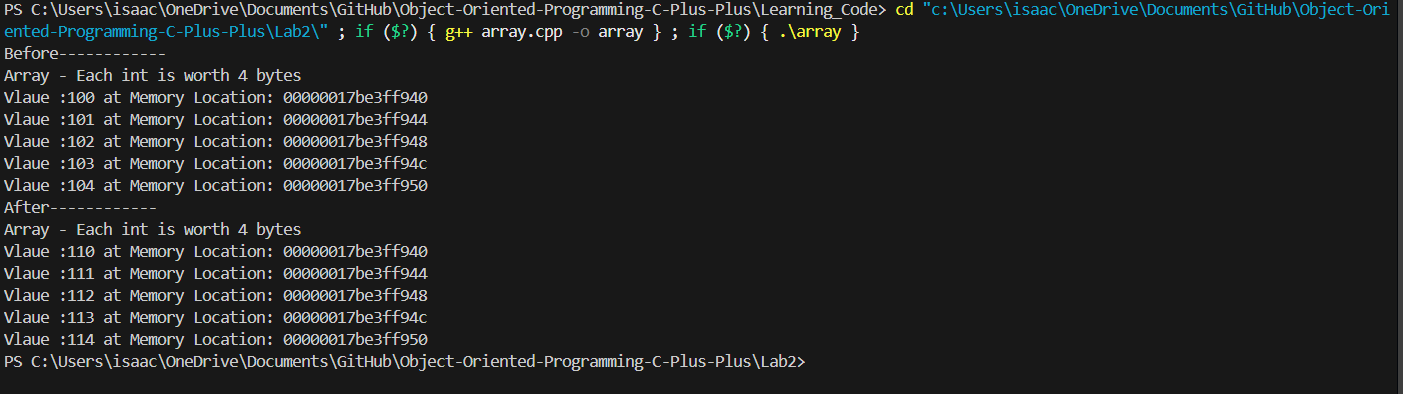 PS C:\Users\isaac\OneDrive\Documents\GitHub\Object-Oriented-Programming-C-Plus-Plus\Learning_Code> cd "c:\Users\isaac\OneDrive\Documents\GitHub\Object-Ori
ented-Programming-C-Plus-Plus\Lab2\" ; if ($?) { g++ array.cpp -o array } ; if ($?) { .\array }
Before------------
Array - Each int is worth 4 bytes
Vlaue :100 at Memory Location: 00000017be3ff940
Vlaue :101 at Memory Location: 00000017be3ff944
Vlaue :102 at Memory Location: 00000017be3ff948
Vlaue :103 at Memory Location: 00000017be3ff94c
Vlaue :104 at Memory Location: 00000017be3ff950
After------------
Array - Each int is worth 4 bytes
Vlaue :110 at Memory Location: 00000017be3ff940
Vlaue :111 at Memory Location: 00000017be3ff944
Vlaue :112 at Memory Location: 00000017be3ff948
Vlaue :113 at Memory Location: 00000017be3ff94c
Vlaue :114 at Memory Location: 00000017be3ff950
PS C:\Users\isaac\OneDrive\Documents\GitHub\Object-Oriented-Programming-C-Plus-Plus\Lab2>